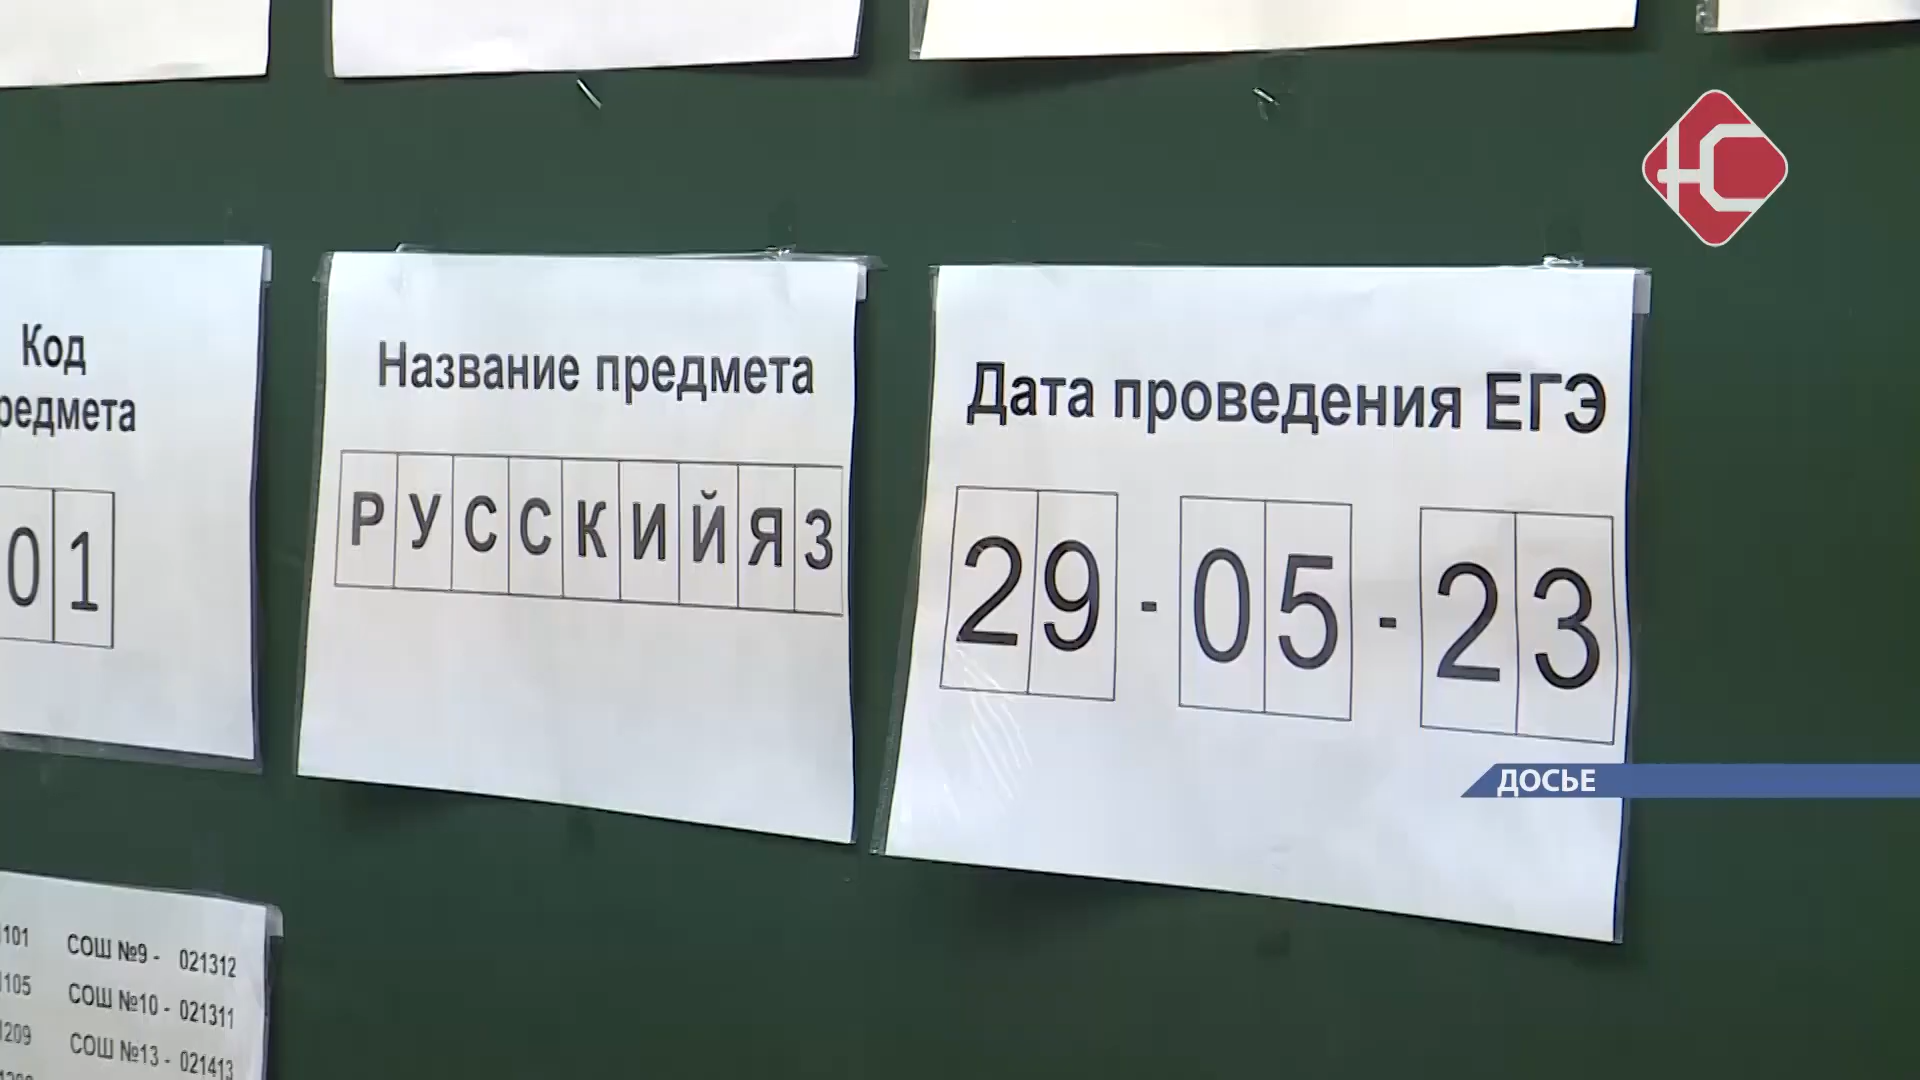 Код
Название предмета
Дата проведения ЕГЭ
01
РУССКИЙЯЗ
29-05-23
ДОСЬЕ
СОШ №9 - 021312
СОШ №10 - 021311
СОШ №13 - 021413